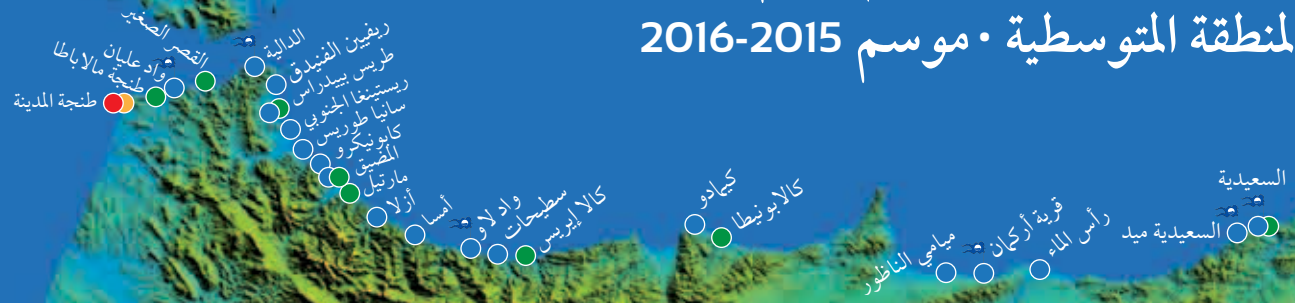 لمنطقة المتوسطية • موسم 2015-2016
القصر الصغير
واد عليان
طنجة مالاباطا
طنجة المدينة
الدالية
ريفيين الفنيدق
طريس بييدراس
ريستينغا الجنوبي
سانيا طوريس
كابونيكرو
المضيق
مارتيل
أزلا
أمسا
واد لاو
سطيحات
كالا إيريس
كيمادو
كالابونيطا
ميامي الناظور
قرية أركمان
رأس الماء
السعيدية ميد
السعيدية